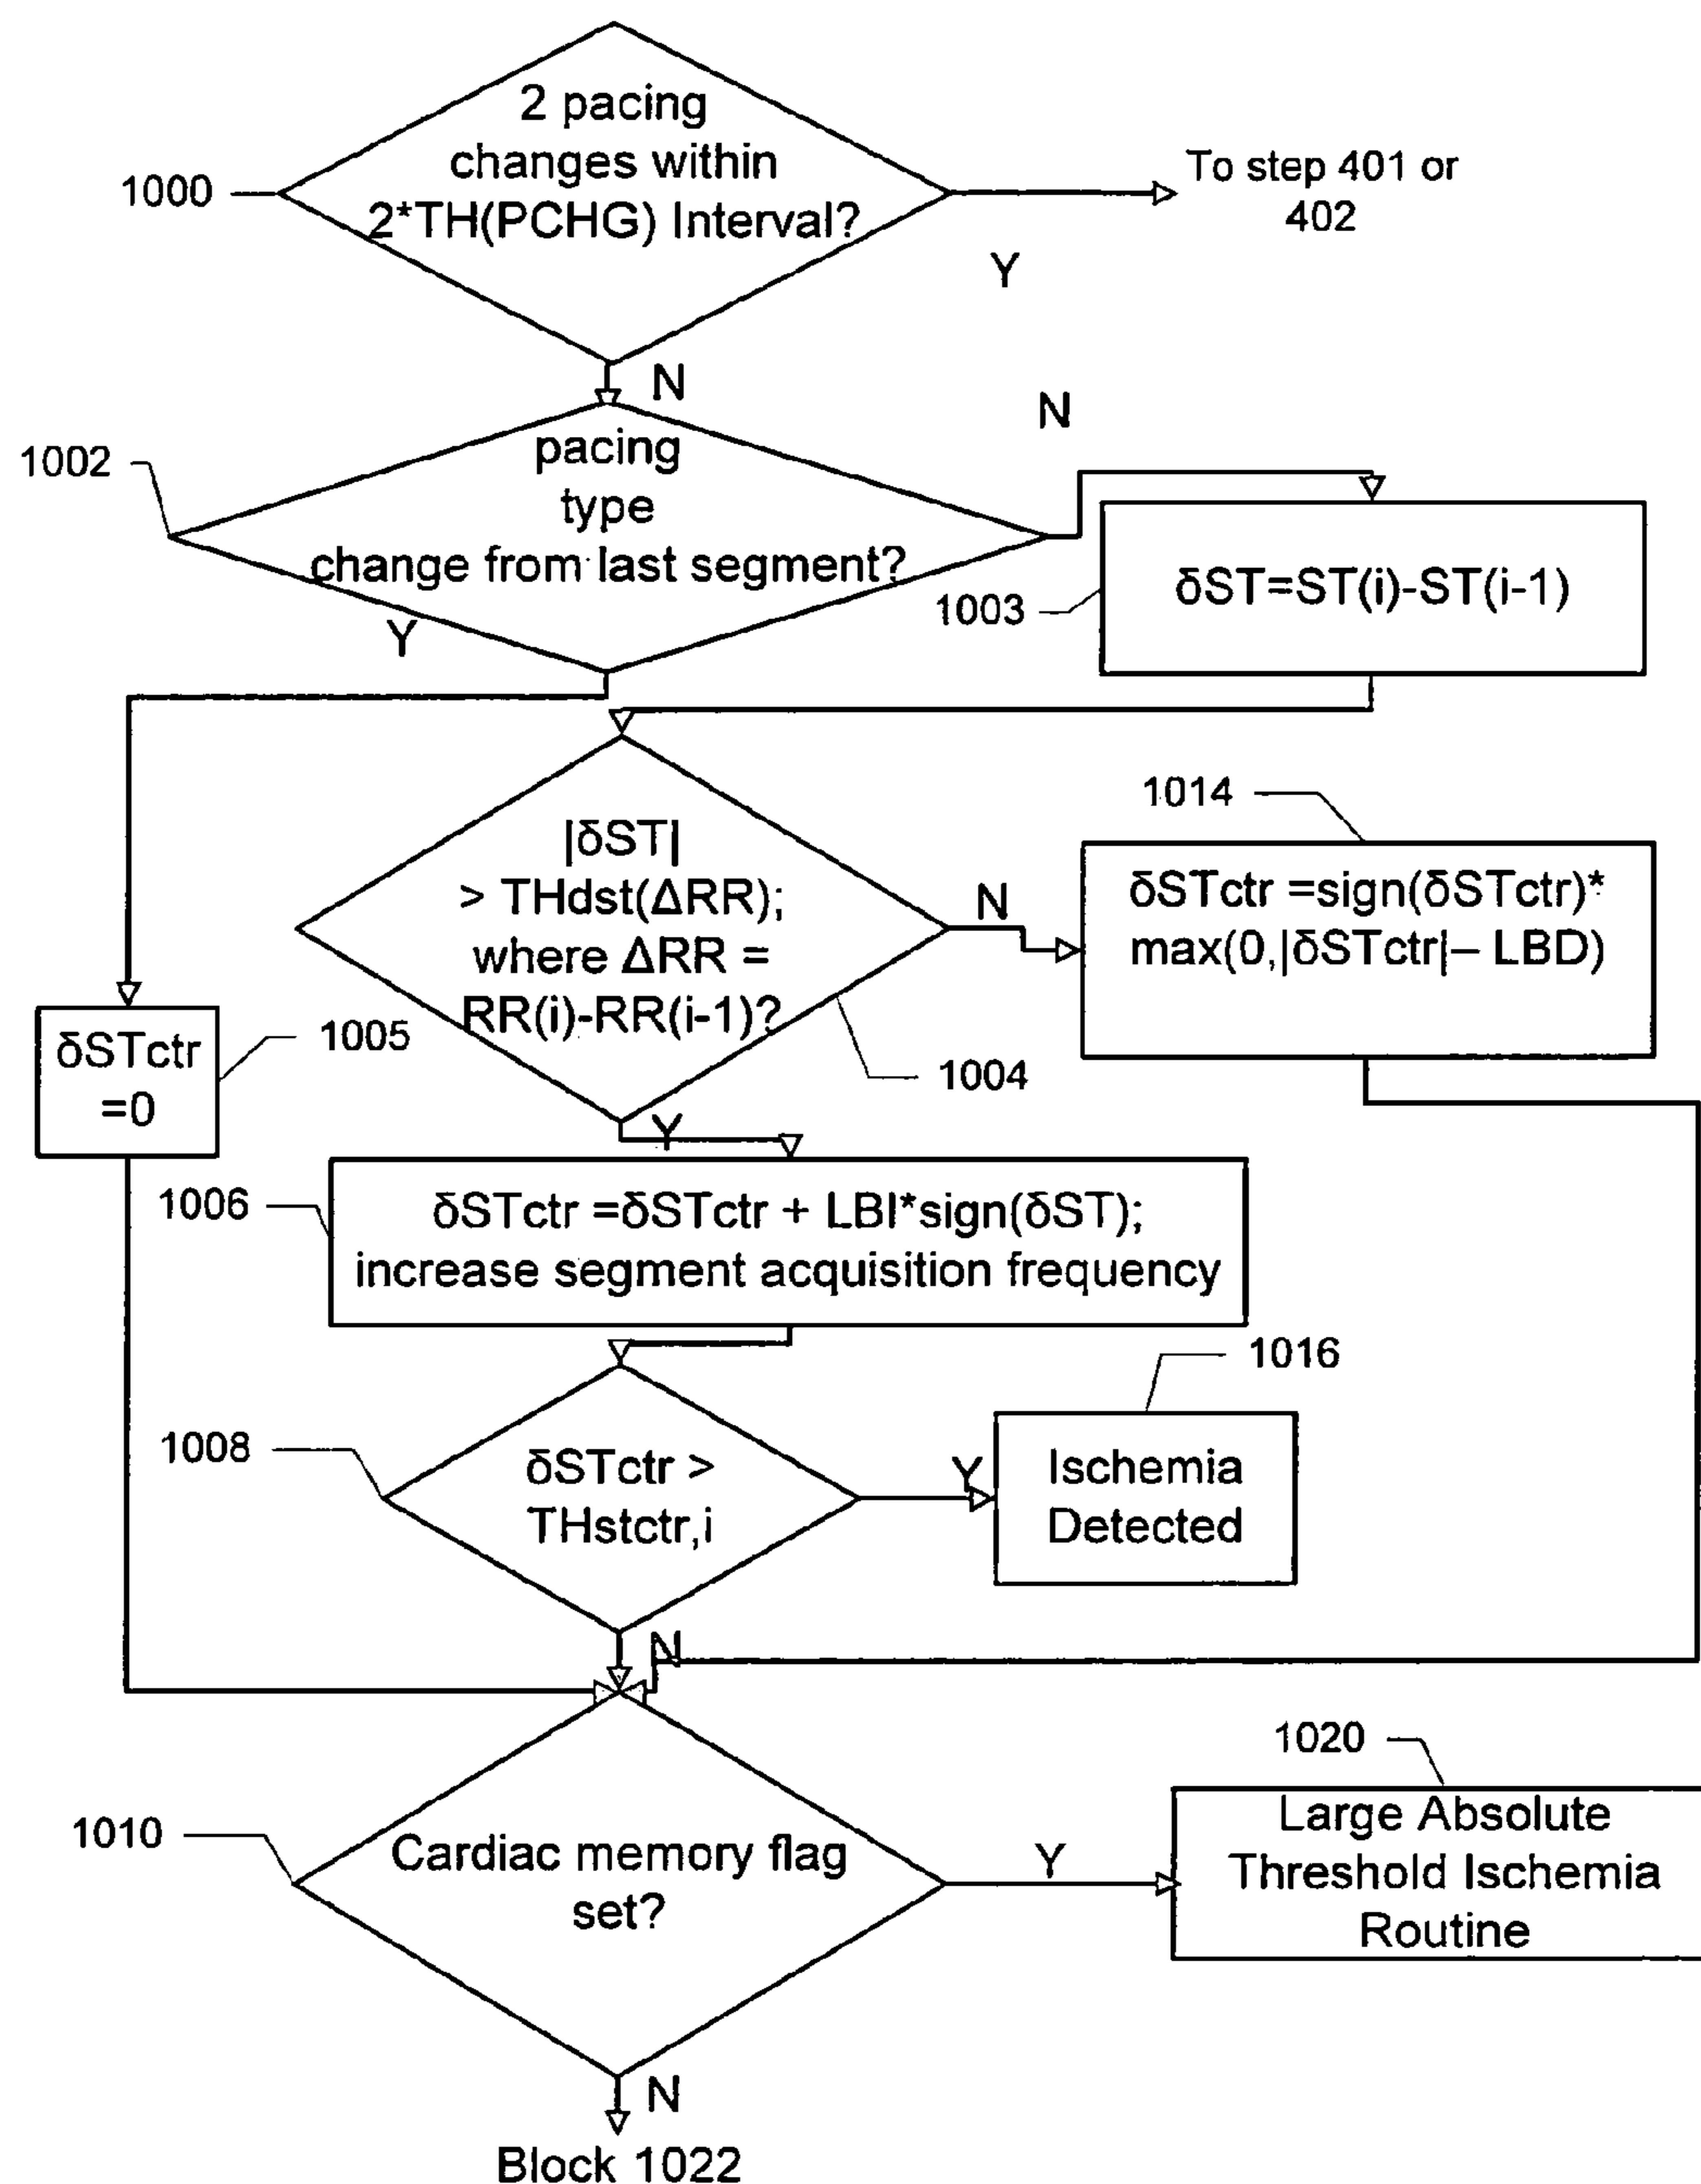 2 pacing
changes within
2*TH(PCHG) Interval?
1000
To step 401 or
402
Y
N
N
1002
pacing
type
change from last segment?
Y
1003
δST=ST(i)-ST(i-1)
1014
|δST|
> THdst(ΔRR);
where ΔRR =
RR(i)-RR(i-1)?
N
δSTctr =sign(δSTctr)*
max(0,|δSTctr|– LBD)
δSTctr
=0
1005
1004
Y
1006
δSTctr =δSTctr + LBI*sign(δST);
increase segment acquisition frequency
1016
1008
δSTctr >
THstctr,i
Y
Ischemia
Detected
N
1020
1010
Cardiac memory flag
set?
Y
Large Absolute
Threshold Ischemia
Routine
N
Block 1022